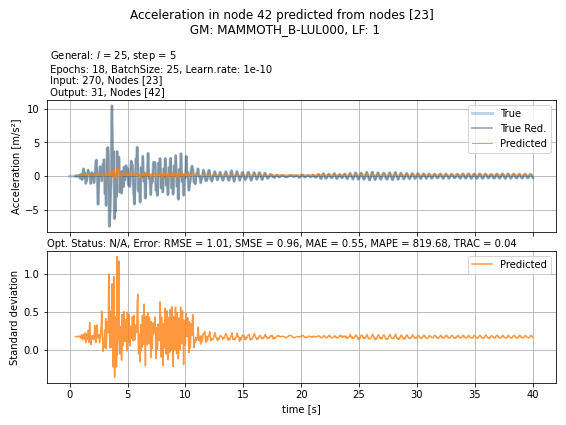 Acceleration in node 42 predicted from nodes [23]
GM: MAMMOTH_B-LUL000, LF: 1
General: l = 25, step = 5
Epochs: 18, BatchSize: 25, Learn.rate: 1e-10
Input: 270, Nodes [23]
Output: 31, Nodes [42]
Acceleration [m/s²]
10
5
0
−5
True
True Red.
Predicted
Opt. Status: N/A, Error: RMSE = 1.01, SMSE = 0.96, MAE = 0.55, MAPE = 819.68, TRAC = 0.04
Standard deviation
1.0
0.5
0.0
Predicted
0 5 10 15 20 25 30 35 40
time [s]